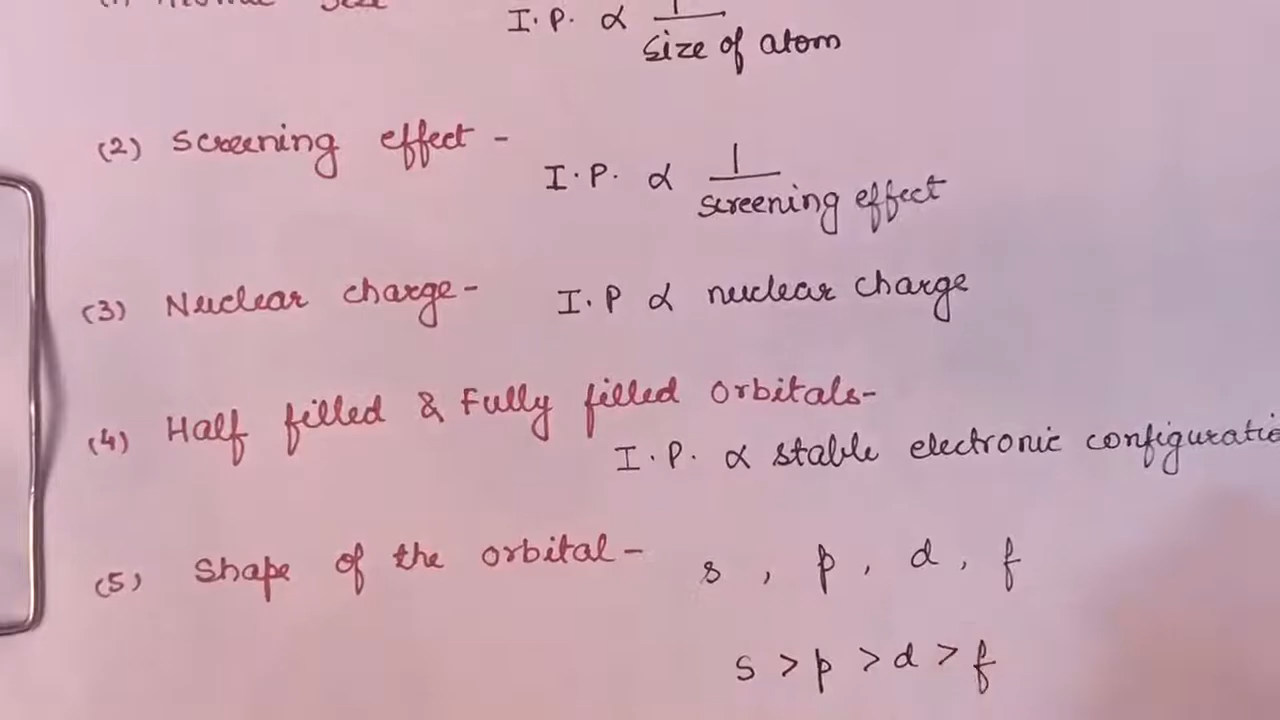 I.P. ∝ 1
size of atom
(2) Screening effect -
I.P. ∝ 1
screening effect
(3) Nuclear charge - I.P ∝ nuclear charge
(4) Half filled & Fully filled orbitals-
I.P. ∝ stable electronic configuratio
(5) Shape of the orbital - s , p , d , f
s > p > d > f